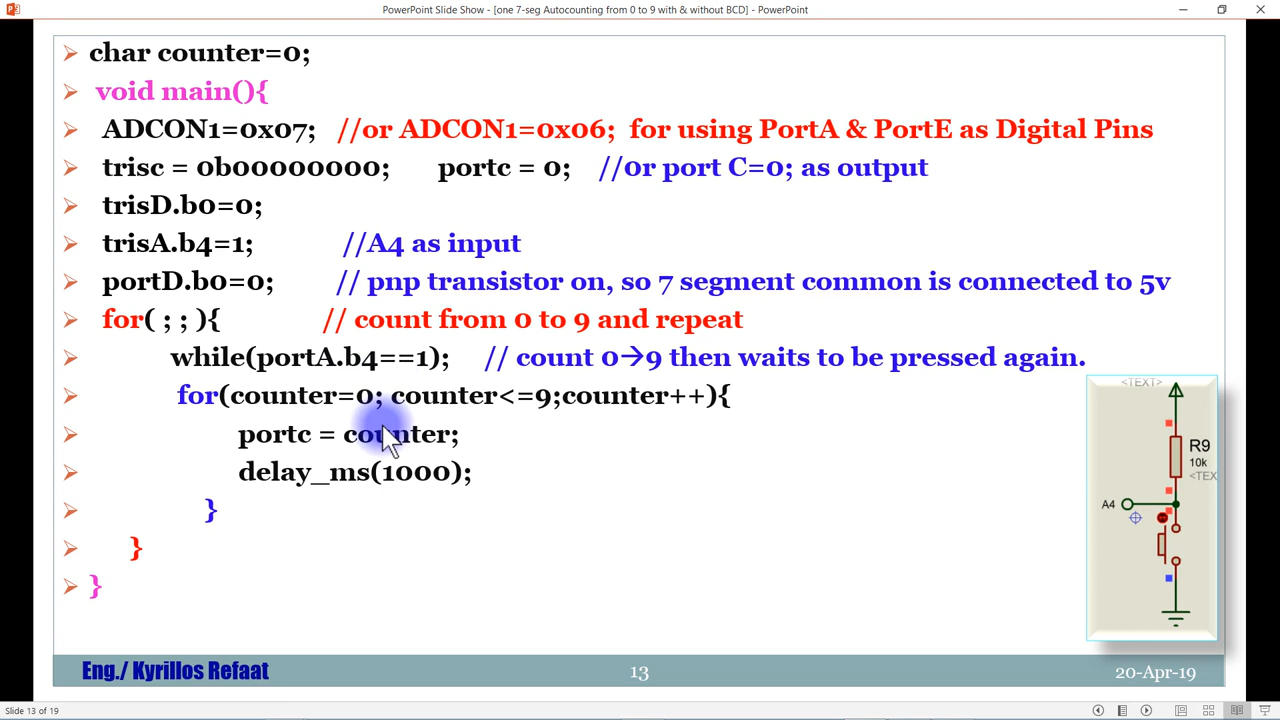 PowerPoint Slide Show - [one 7-seg Autocounting from 0 to 9 with & without BCD] - PowerPoint
char counter=0;
void main(){
ADCON1=0x07; //or ADCON1=0x06; for using PortA & PortE as Digital Pins
trisc = 0b00000000; portc = 0; //0r port C=0; as output
trisD.b0=0;
trisA.b4=1; //A4 as input
portD.b0=0; // pnp transistor on, so 7 segment common is connected to 5v
for( ; ; ){ // count from 0 to 9 and repeat
while(portA.b4==1); // count 0→9 then waits to be pressed again.
for(counter=0; counter<=9;counter++){
portc = counter;
delay_ms(1000);
}
}
}
<TEXT>
R9
10k
<TEX
A4
Eng./ Kyrillos Refaat
13
20-Apr-19
Slide 13 of 19